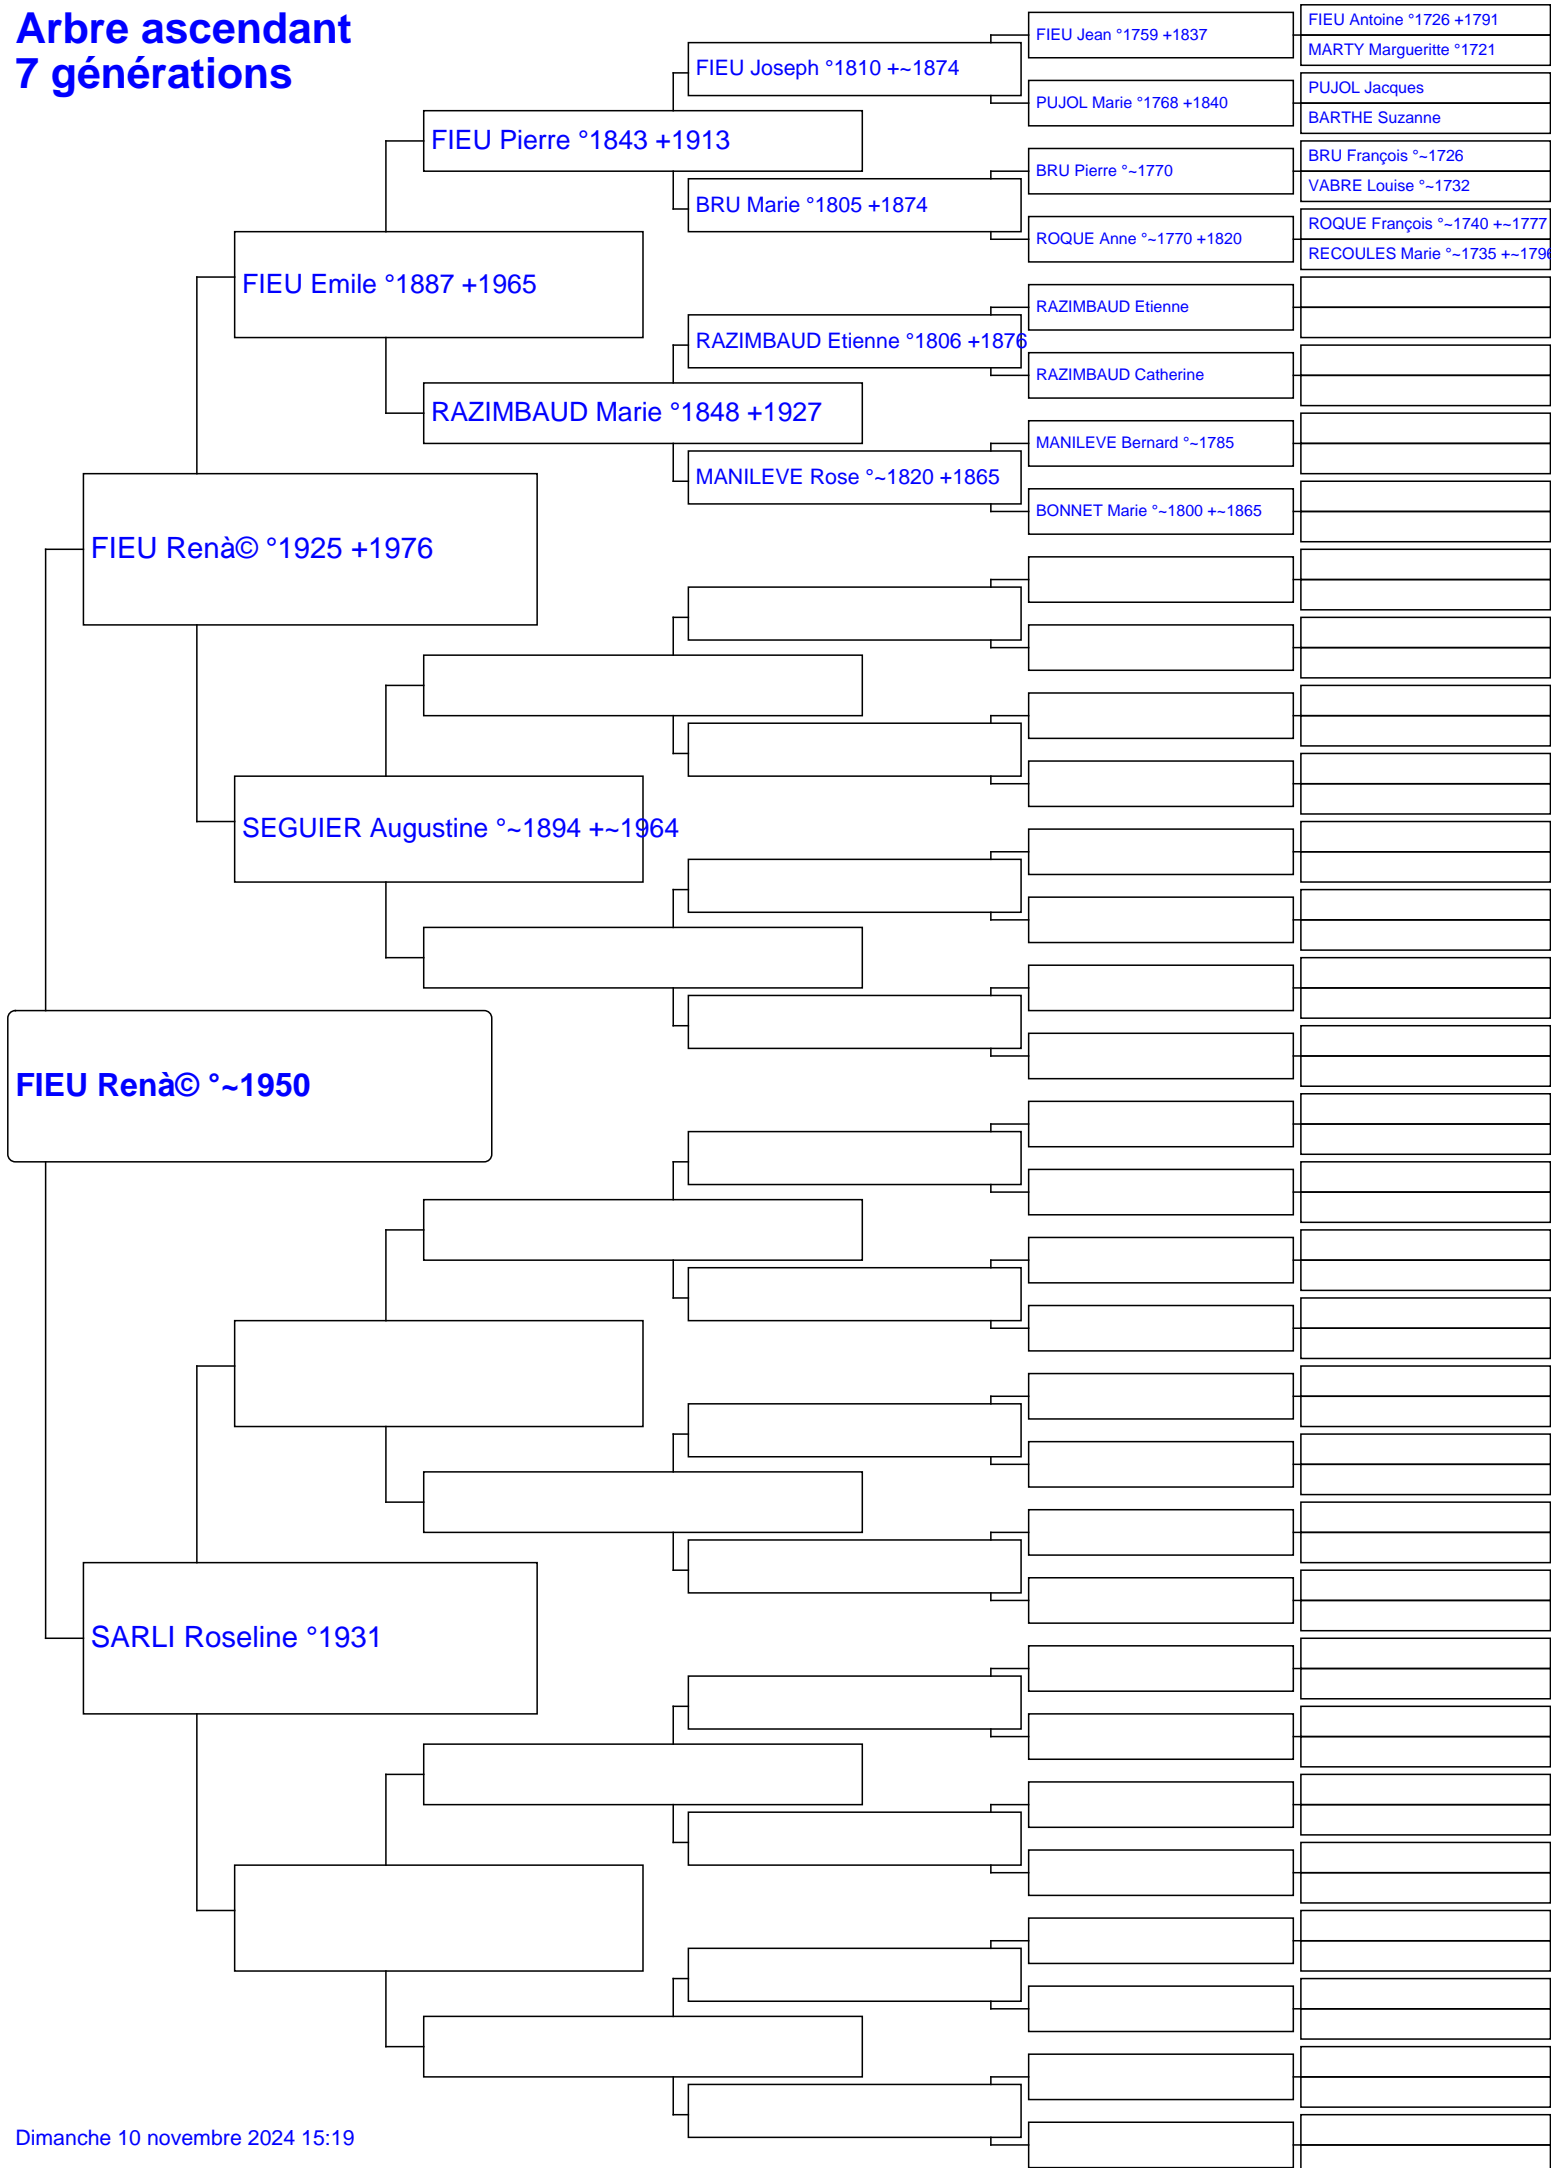 Arbre ascendant
7 générations
FIEU Antoine °1726 +1791
FIEU Jean °1759 +1837
MARTY Margueritte °1721
FIEU Joseph °1810 +~1874
PUJOL Jacques
PUJOL Marie °1768 +1840
BARTHE Suzanne
FIEU Pierre °1843 +1913
BRU François °~1726
BRU Pierre °~1770
VABRE Louise °~1732
BRU Marie °1805 +1874
ROQUE François °~1740 +~1777
ROQUE Anne °~1770 +1820
RECOULES Marie °~1735 +~1796
FIEU Emile °1887 +1965
RAZIMBAUD Etienne
RAZIMBAUD Etienne °1806 +1876
RAZIMBAUD Catherine
RAZIMBAUD Marie °1848 +1927
MANILEVE Bernard °~1785
MANILEVE Rose °~1820 +1865
BONNET Marie °~1800 +~1865
FIEU Renà© °1925 +1976
SEGUIER Augustine °~1894 +~1964
FIEU Renà© °~1950
SARLI Roseline °1931
Dimanche 10 novembre 2024 15:19